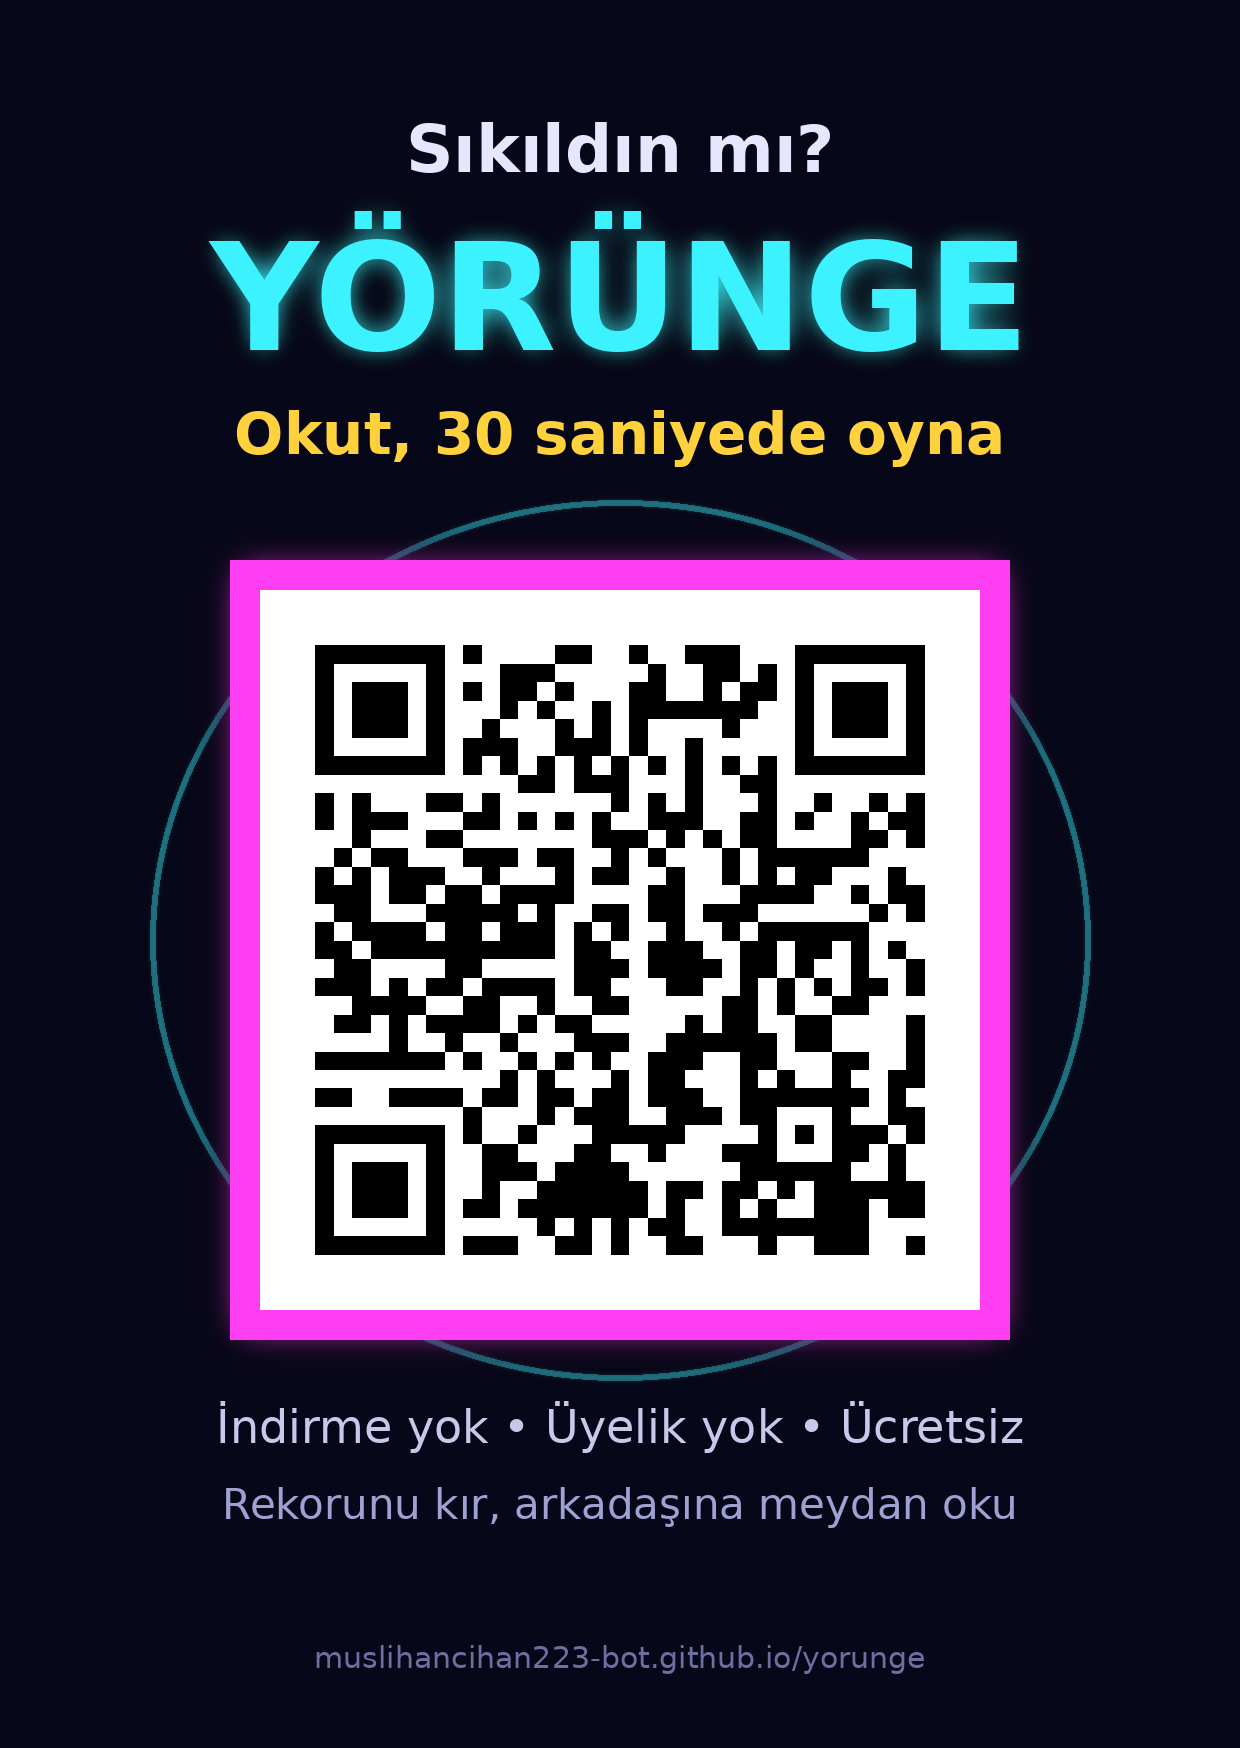 Sıkıldın mı?
YÖRÜNGE
Okut, 30 saniyede oyna
İndirme yok • Üyelik yok • Ücretsiz
Rekorunu kır, arkadaşına meydan oku
muslihancihan223-bot.github.io/yorunge